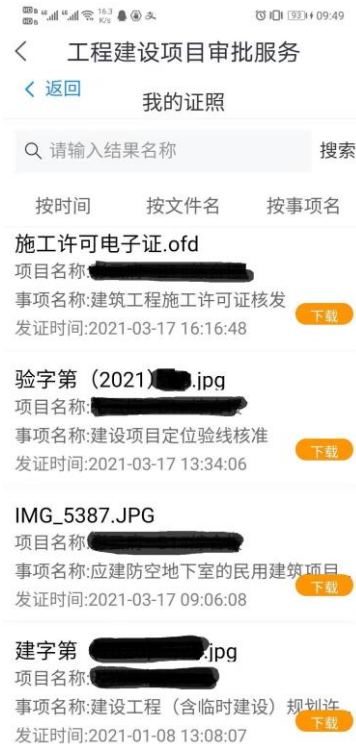 16.3 K/s 93 09:49
工程建设项目审批服务
返回
我的证照
请输入结果名称 搜索
按时间 按文件名 按事项名
施工许可电子证.ofd
项目名称:
事项名称:建筑工程施工许可证核发
下载
发证时间:2021-03-17 16:16:48
验字第（2021） .jpg
项目名称:
事项名称:建设项目定位验线核准
下载
发证时间:2021-03-17 13:34:06
IMG_5387.JPG
项目名称:
事项名称:应建防空地下室的民用建筑项目
下载
发证时间:2021-03-17 09:06:08
建字第 .jpg
项目名称:
事项名称:建设工程（含临时建设）规划许
下载
发证时间:2021-01-08 13:08:07